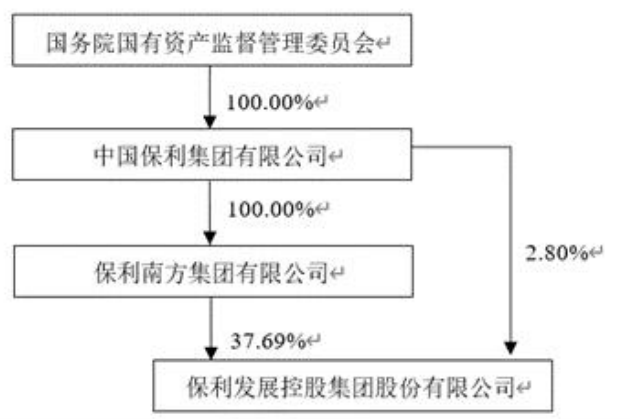 国务院国有资产监督管理委员会↵
100.00%↵
中国保利集团有限公司↵
100.00%↵
保利南方集团有限公司↵
2.80%↵
37.69%↵
保利发展控股集团股份有限公司↵